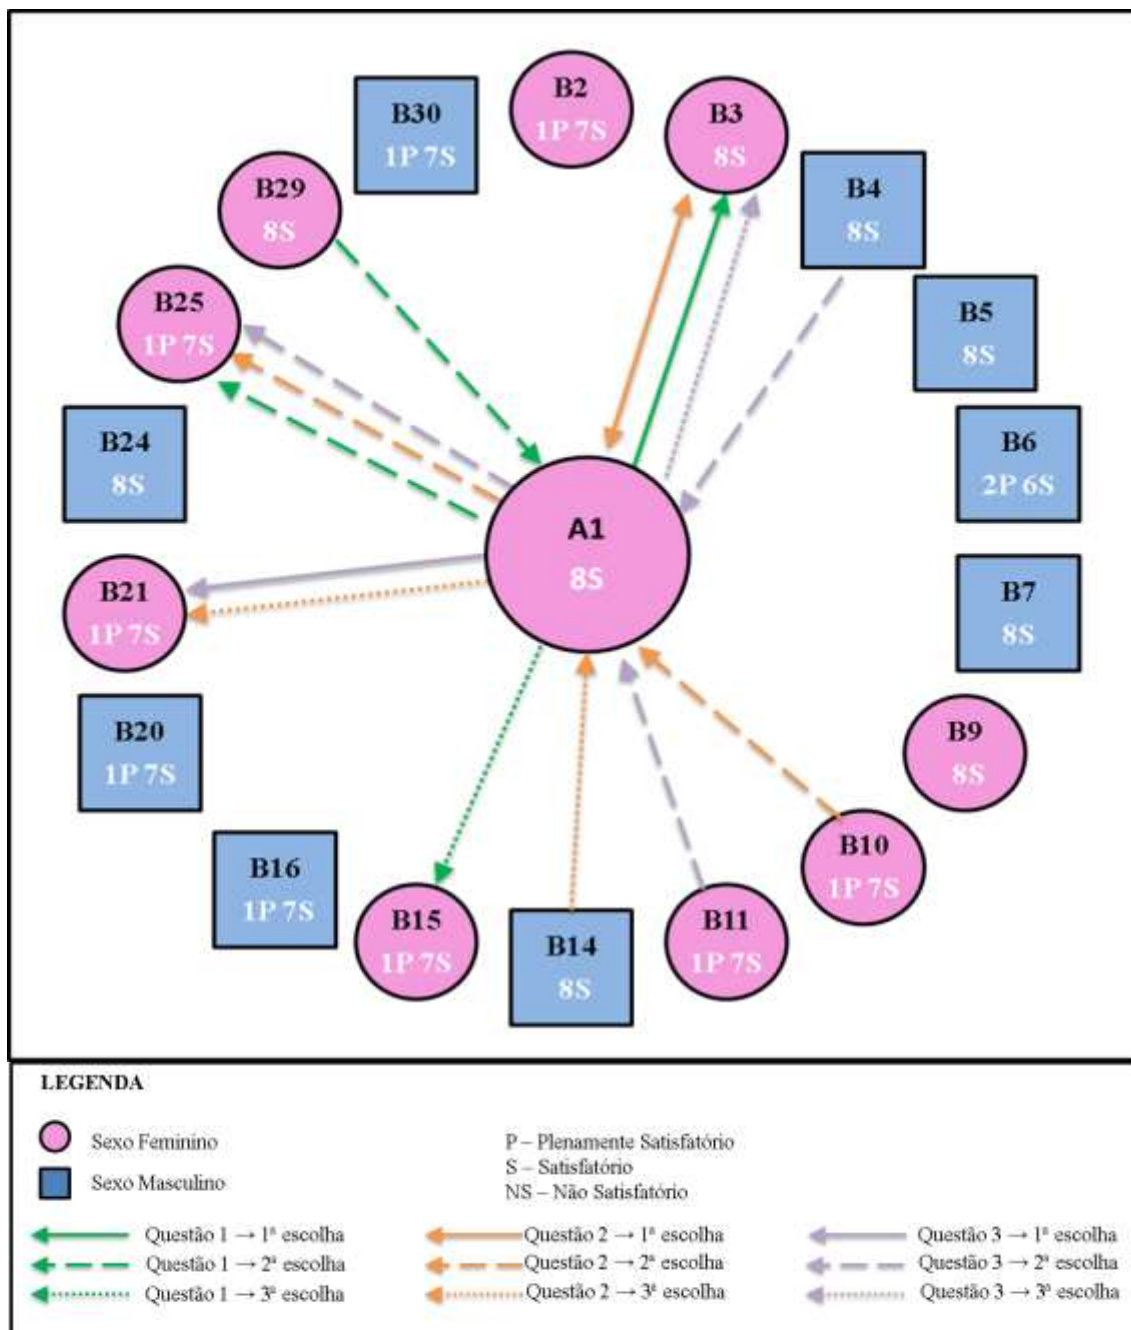 B2
1P 7S
B3
8S
B4
8S
B5
8S
B6
2P 6S
B7
8S
B9
8S
B10
1P 7S
B11
1P 7S
B14
8S
B15
1P 7S
B16
1P 7S
B20
1P 7S
B21
1P 7S
B24
8S
B25
1P 7S
B29
8S
B30
1P 7S
A1
8S
LEGENDA
Sexo Feminino
Sexo Masculino
P – Plenamente Satisfatório
S – Satisfatório
NS – Não Satisfatório
Questão 1 → 1ª escolha
Questão 1 → 2ª escolha
Questão 1 → 3ª escolha
Questão 2 → 1ª escolha
Questão 2 → 2ª escolha
Questão 2 → 3ª escolha
Questão 3 → 1ª escolha
Questão 3 → 2ª escolha
Questão 3 → 3ª escolha